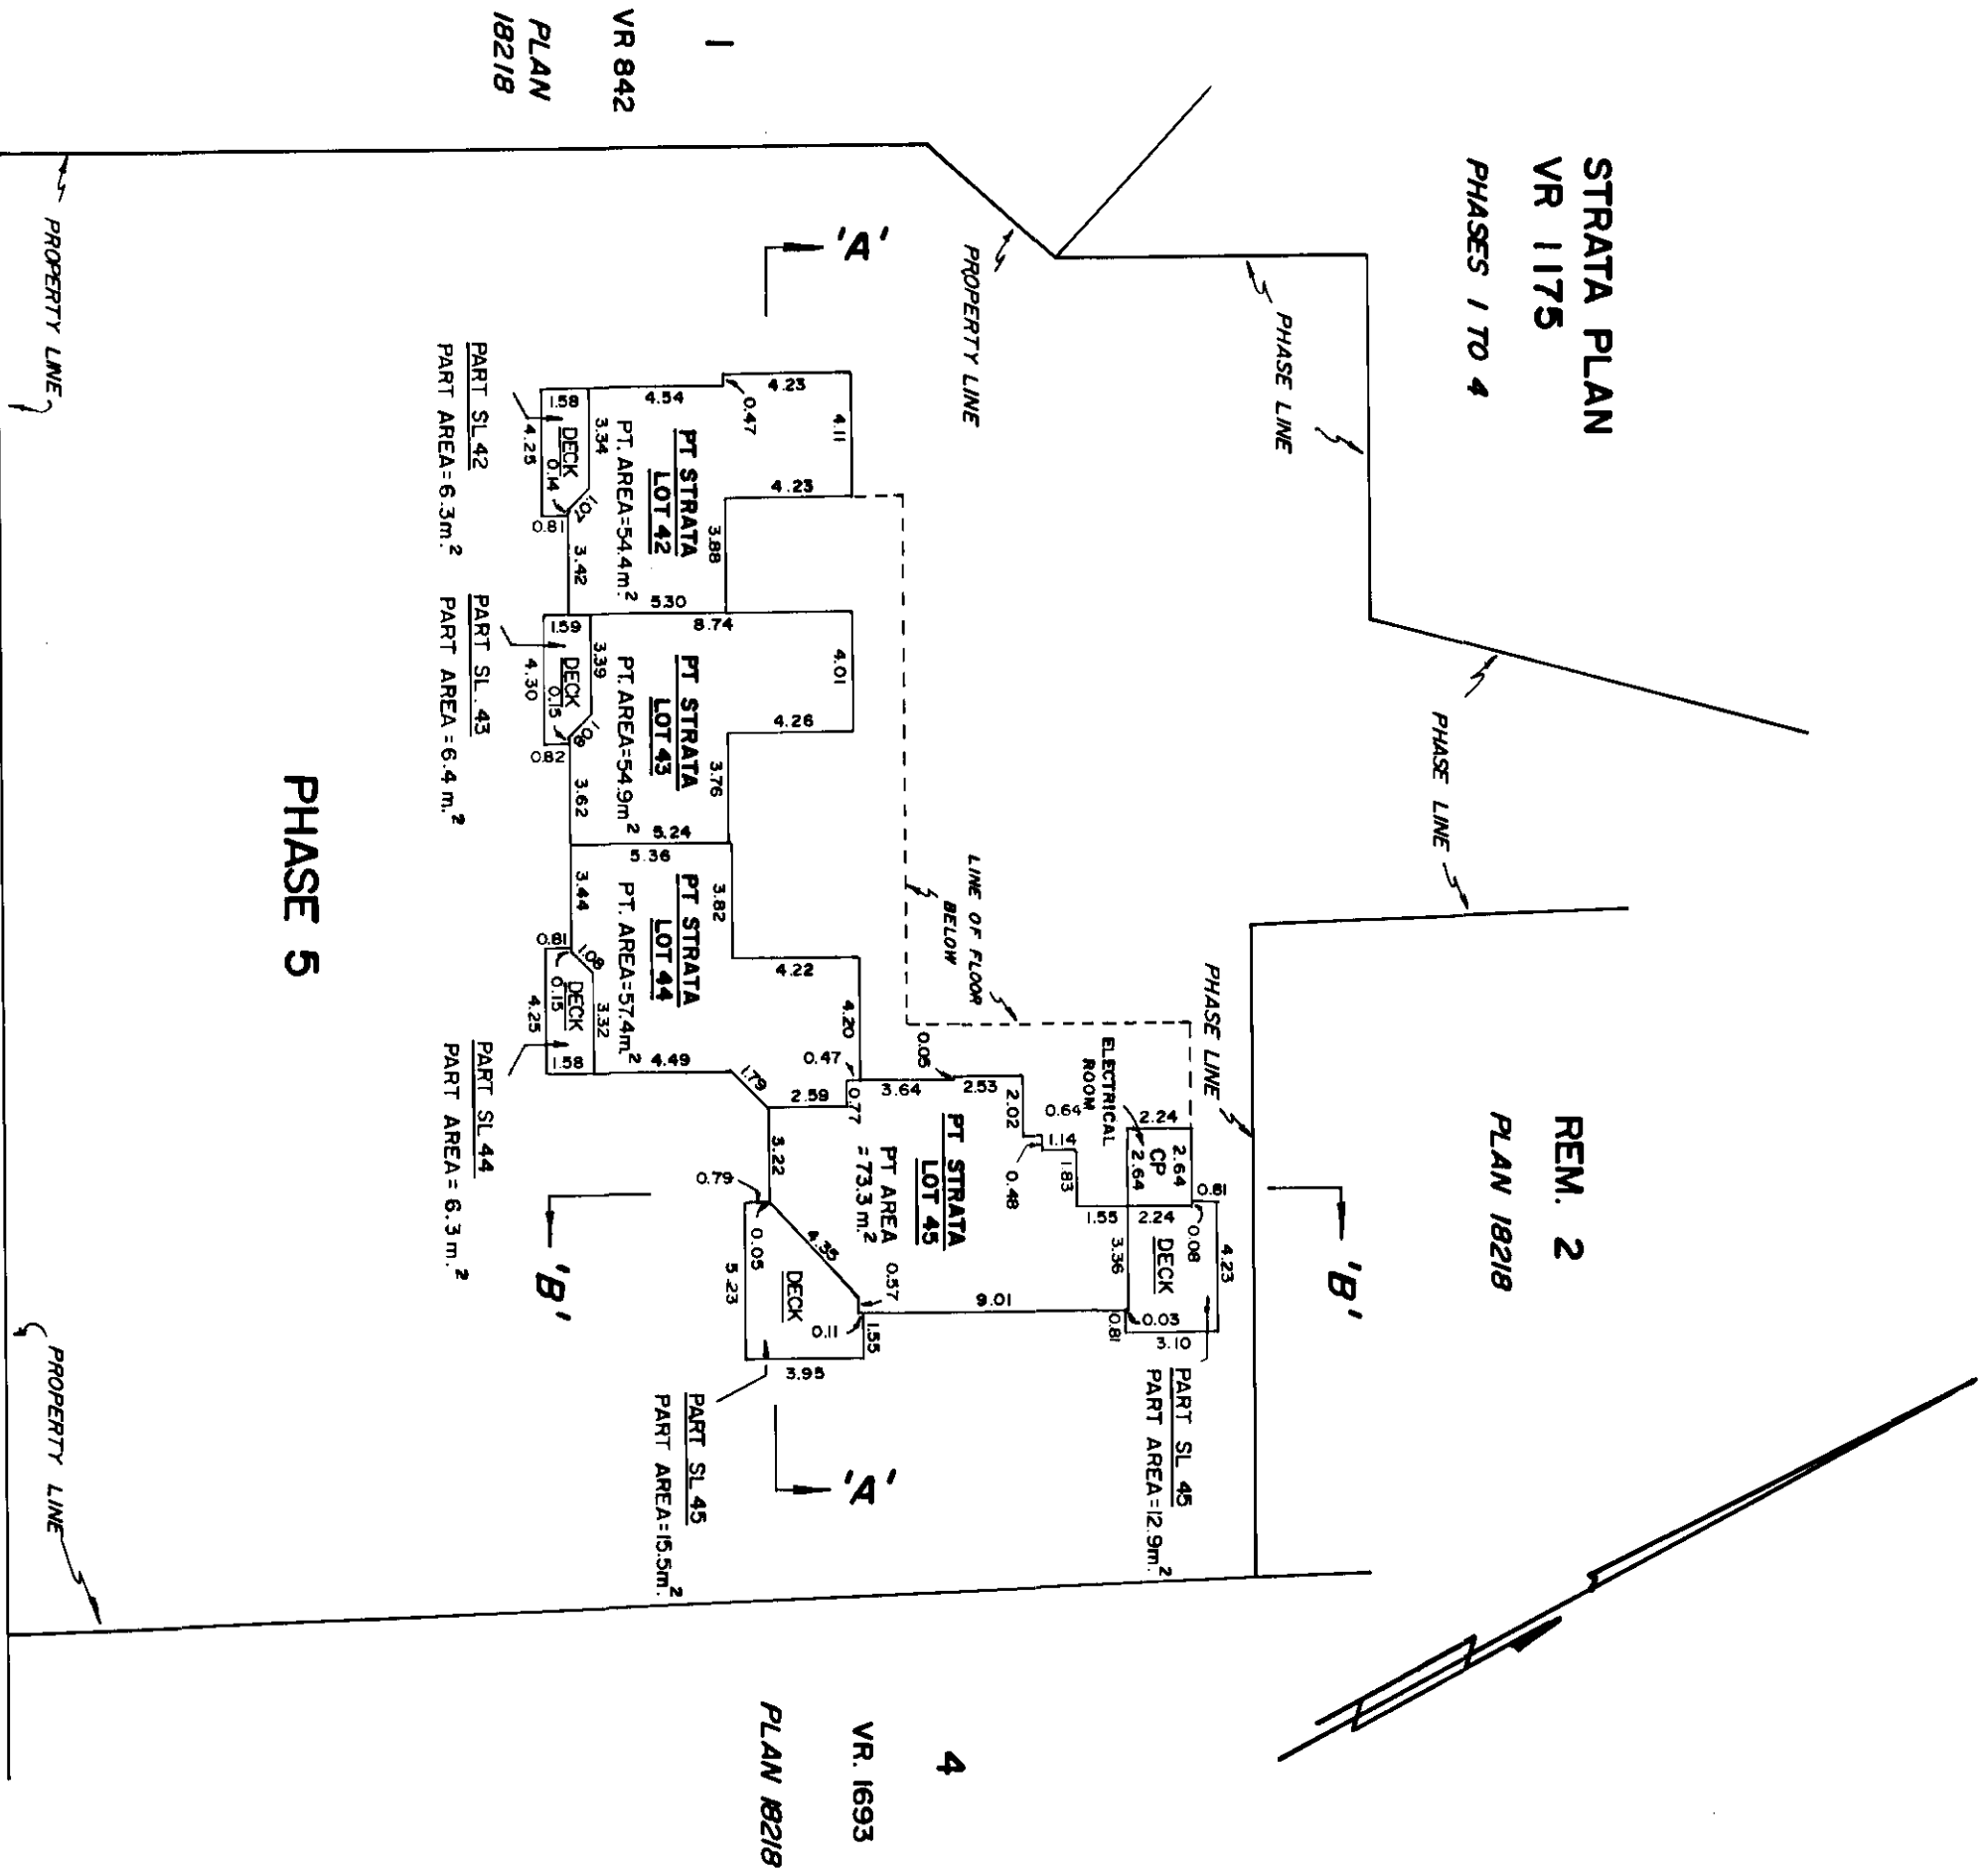 STRATA PLAN
VR 1175
PHASES 1 TO 4
REM. 2
PLAN 18218
1
VR 842
PLAN
18218
4
VR. 1693
PLAN 18218
PHASE LINE
PHASE LINE
PHASE LINE
PROPERTY LINE
PROPERTY LINE
PROPERTY LINE
'A'
'A'
'B'
'B'
LINE OF FLOOR
BELOW
ELECTRICAL
ROOM
CP
2.24
2.64
2.64
2.24
0.81
0.08
4.23
DECK
3.36
0.03
0.81
3.10
PART SL 45
PART AREA=12.9m.²
4.23
4.11
0.47
4.54
4.23
3.88
PT STRATA
LOT 42
PT. AREA=54.4m.²
5.30
1.58
3.34
DECK
0.14
1.07
4.25
0.81
3.42
PART SL 42
PART AREA=6.3m.²
8.74
4.01
4.26
3.76
PT STRATA
LOT 43
PT. AREA=54.9m²
5.24
1.59
3.39
DECK
0.15
1.08
4.30
0.82
3.62
PART SL. 43
PART AREA=6.4 m.²
5.36
3.82
4.22
4.20
PT STRATA
LOT 44
PT. AREA=57.4m²
3.44
0.81
1.08
DECK
0.15
3.32
4.25
1.58
4.49
PART SL 44
PART AREA= 6.3 m.²
1.79
2.59
0.47
0.77
3.64
0.05
2.53
2.02
0.64
1.14
0.48
1.83
1.55
PT STRATA
LOT 45
PT AREA
=73.3 m.²
3.22
0.79
0.05
4.35
0.57
9.01
DECK
0.11
1.55
5.23
3.95
PART SL 45
PART AREA=15.5m.²
PHASE 5